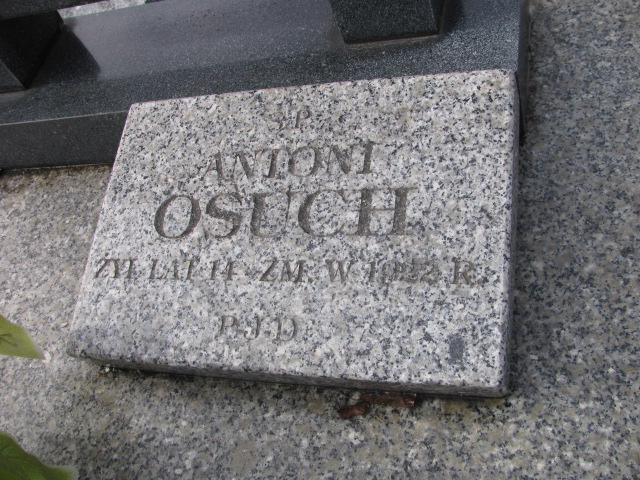 Ś.P.
ANTONI
OSUCH
ŻYŁ LAT 14 ZM. W R.
P.J.D.